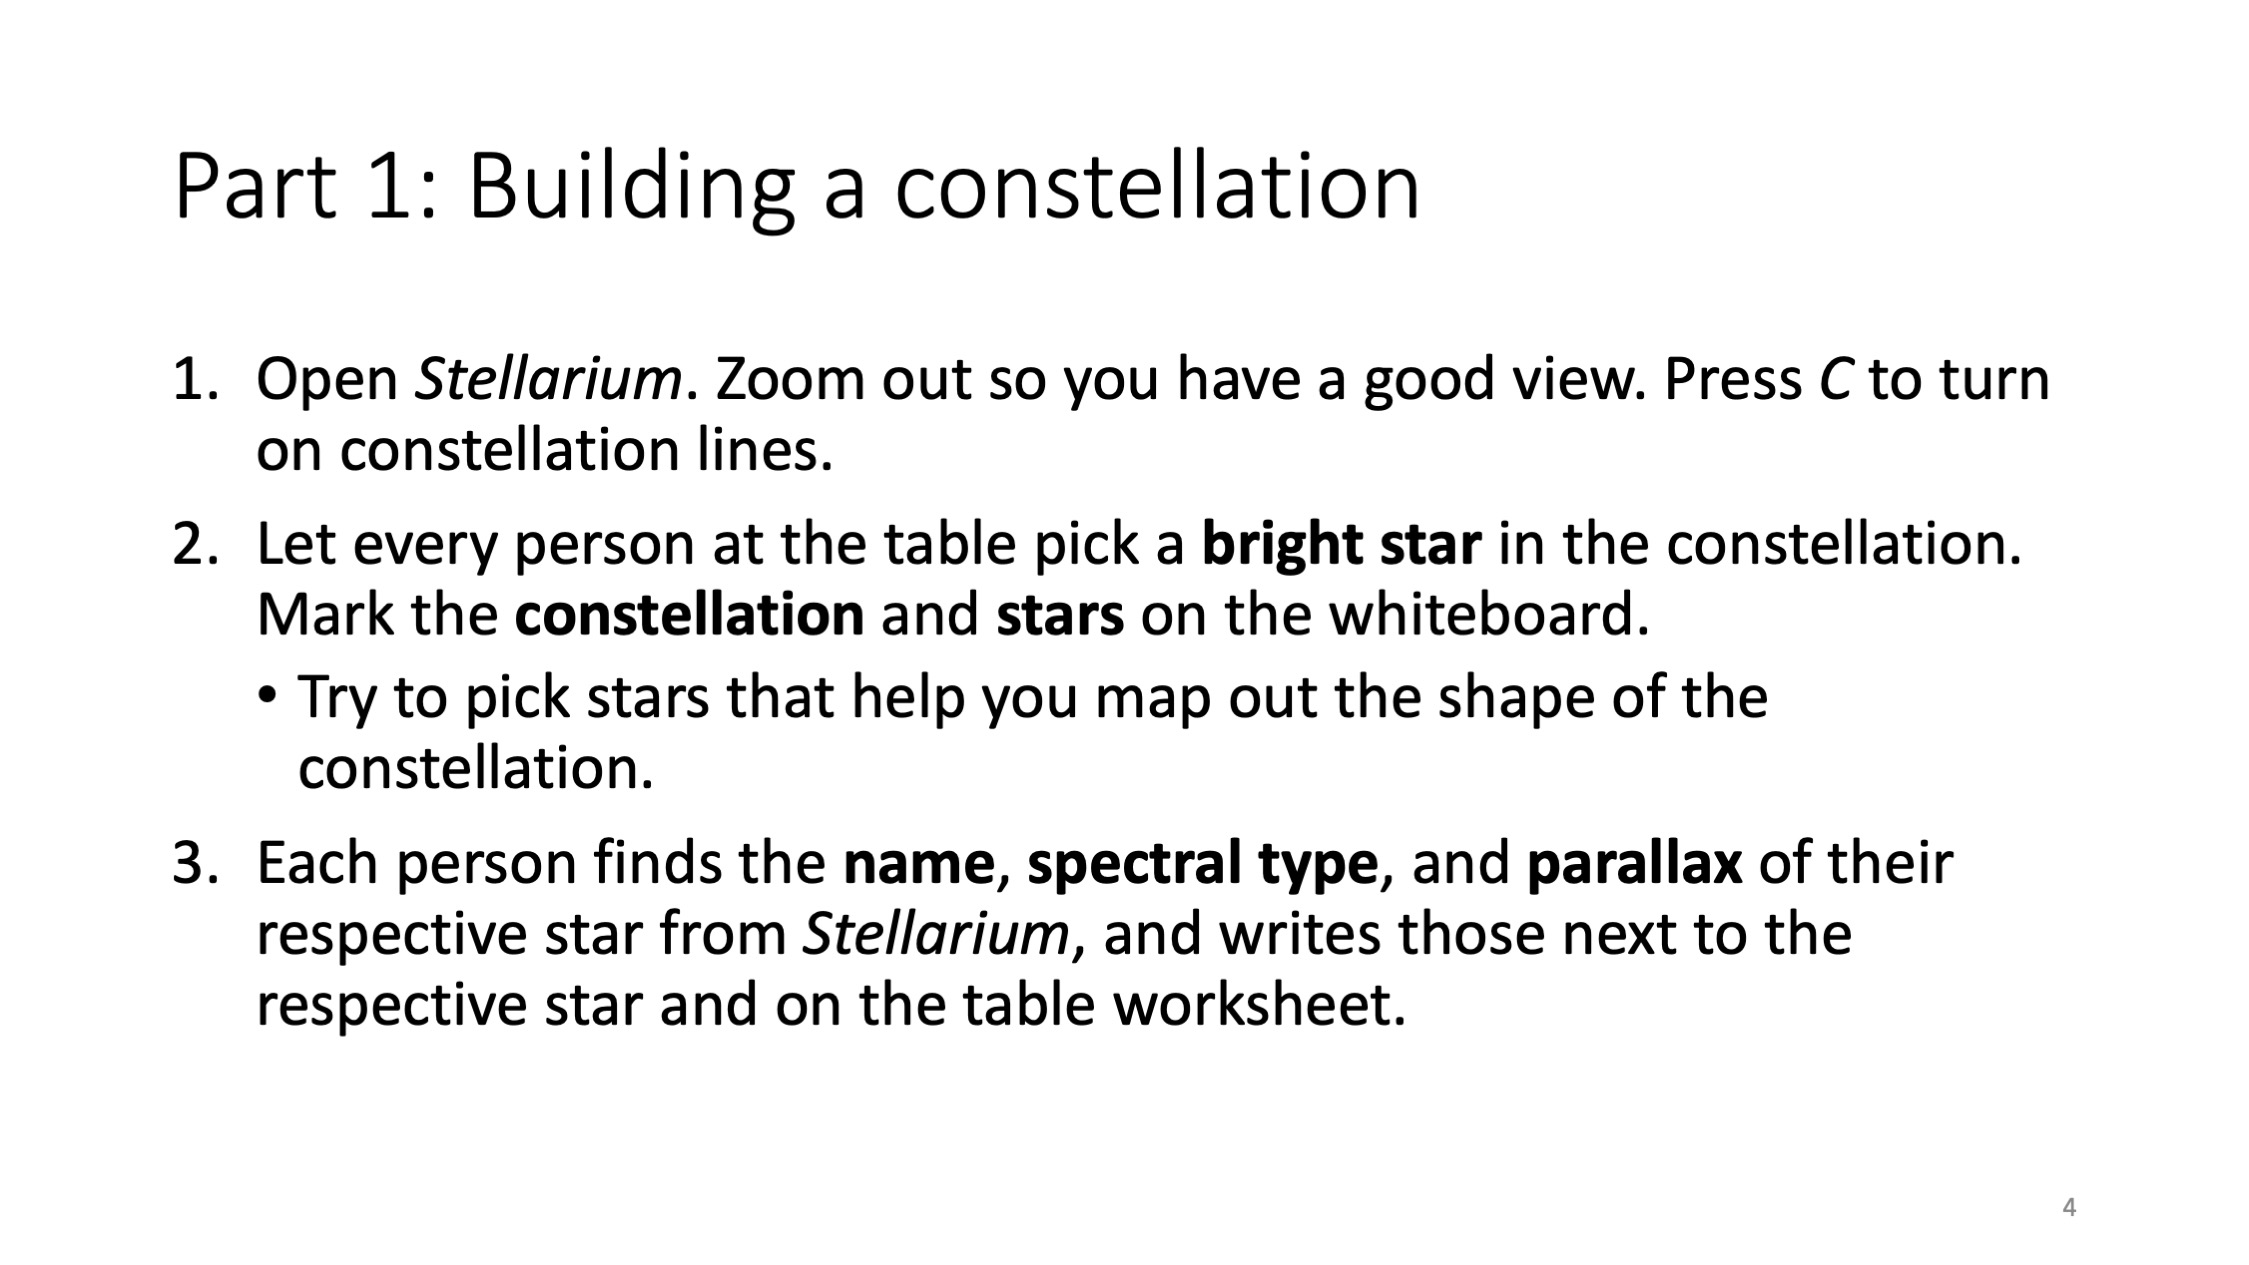 Part 1: Building a constellation
1. Open Stellarium. Zoom out so you have a good view. Press C to turn
on constellation lines.
2. Let every person at the table pick a bright star in the constellation.
Mark the constellation and stars on the whiteboard.
• Try to pick stars that help you map out the shape of the
constellation.
3. Each person finds the name, spectral type, and parallax of their
respective star from Stellarium, and writes those next to the
respective star and on the table worksheet.
4